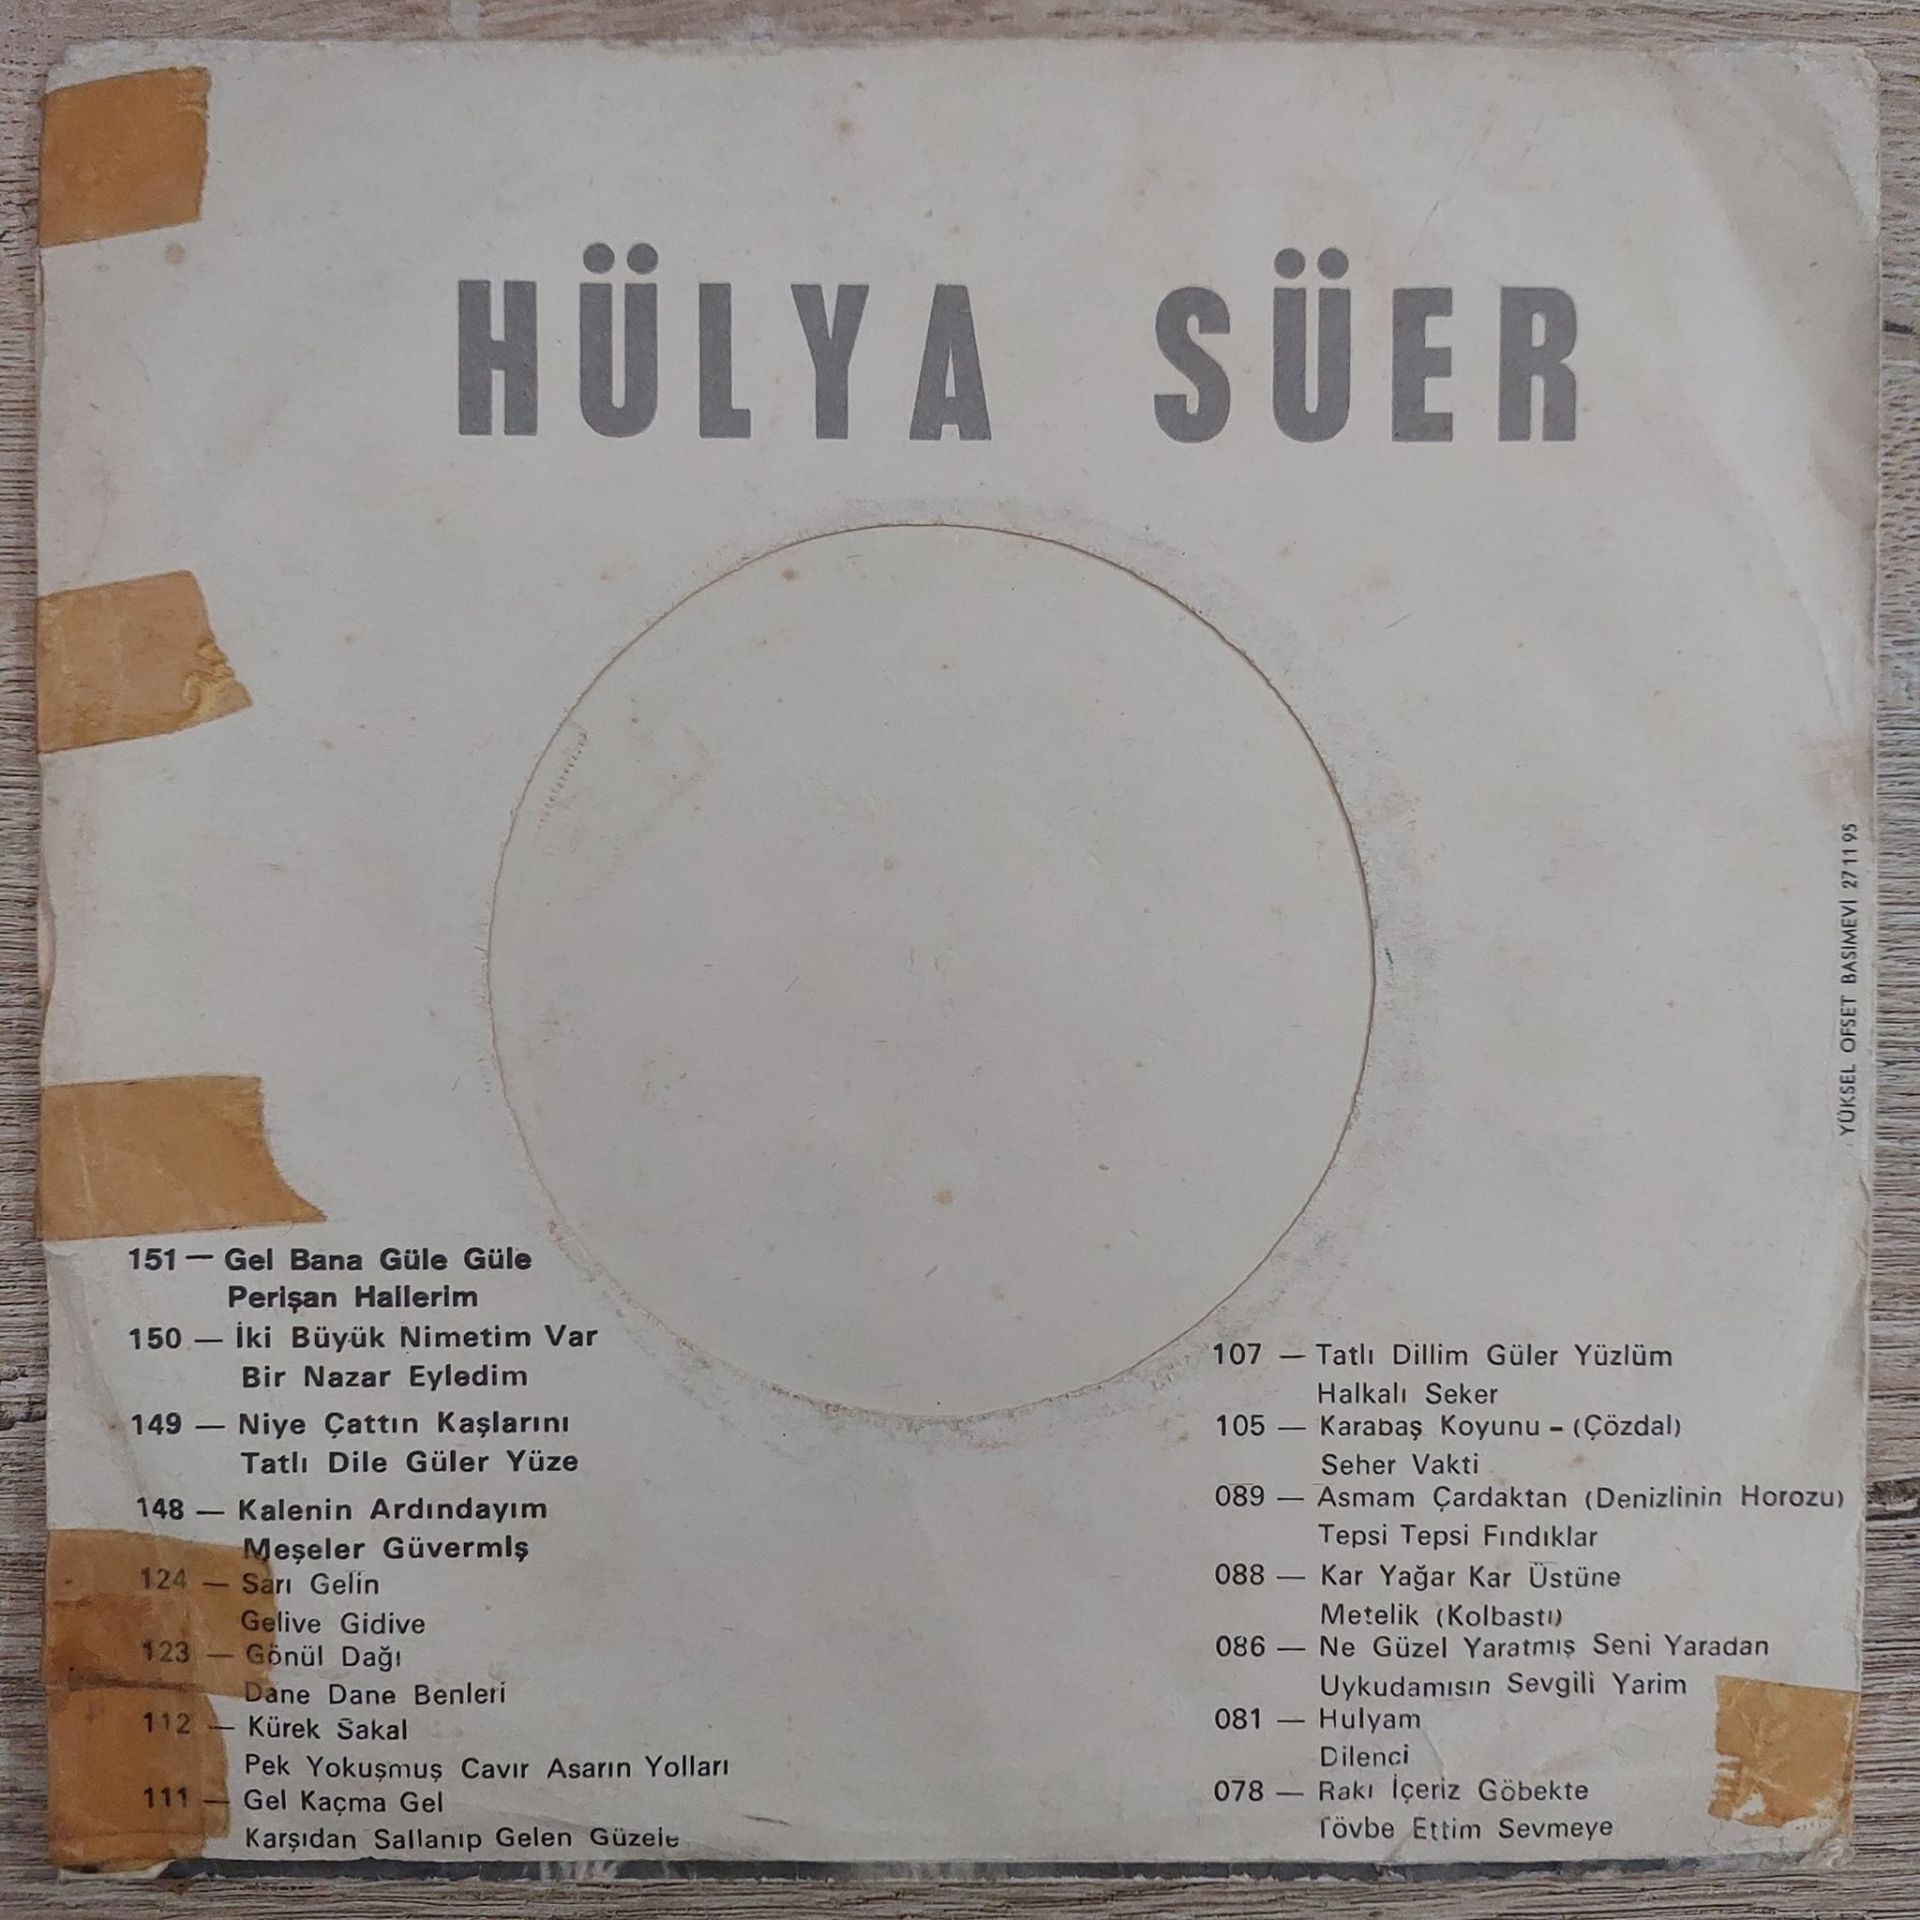 HÜLYA SÜER
151 — Gel Bana Güle Güle
Perişan Hallerim
150 — İki Büyük Nimetim Var
Bir Nazar Eyledim
149 — Niye Çattın Kaşlarını
Tatlı Dile Güler Yüze
148 — Kalenin Ardındayım
Meşeler Güvermiş
124 — Sarı Gelin
Gelive Gidive
123 — Gönül Dağı
Dane Dane Benleri
112 — Kürek Sakal
Pek Yokuşmuş Cavır Asarın Yolları
111 — Gel Kaçma Gel
Karşıdan Sallanıp Gelen Güzele
107 — Tatlı Dillim Güler Yüzlüm
Halkalı Seker
105 — Karabaş Koyunu - (Çözdal)
Seher Vakti
089 — Asmam Çardaktan (Denizlinin Horozu)
Tepsi Tepsi Fındıklar
088 — Kar Yağar Kar Üstüne
Metelik (Kolbastı)
086 — Ne Güzel Yaratmış Seni Yaradan
Uykudamısın Sevgili Yarim
081 — Hulyam
Dilenci
078 — Rakı İçeriz Göbekte
Tövbe Ettim Sevmeye
YÜKSEL OFSET BASIMEVİ 27 11 95